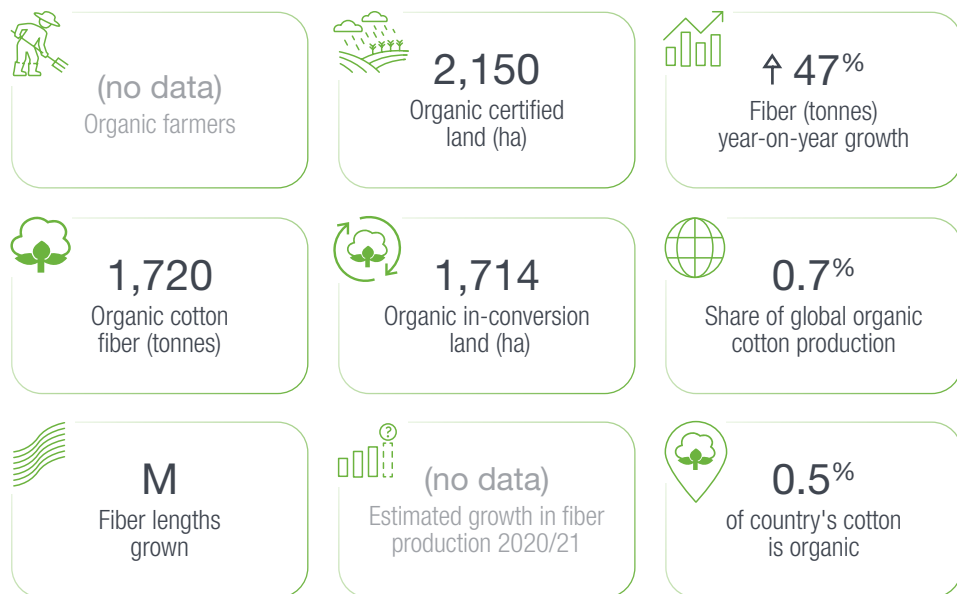 (no data)
Organic farmers
2,150
Organic certified
land (ha)
47%
Fiber (tonnes)
year-on-year growth
1,720
Organic cotton
fiber (tonnes)
1,714
Organic in-conversion
land (ha)
0.7%
Share of global organic
cotton production
M
Fiber lengths
grown
?
(no data)
Estimated growth in fiber
production 2020/21
0.5%
of country's cotton
is organic